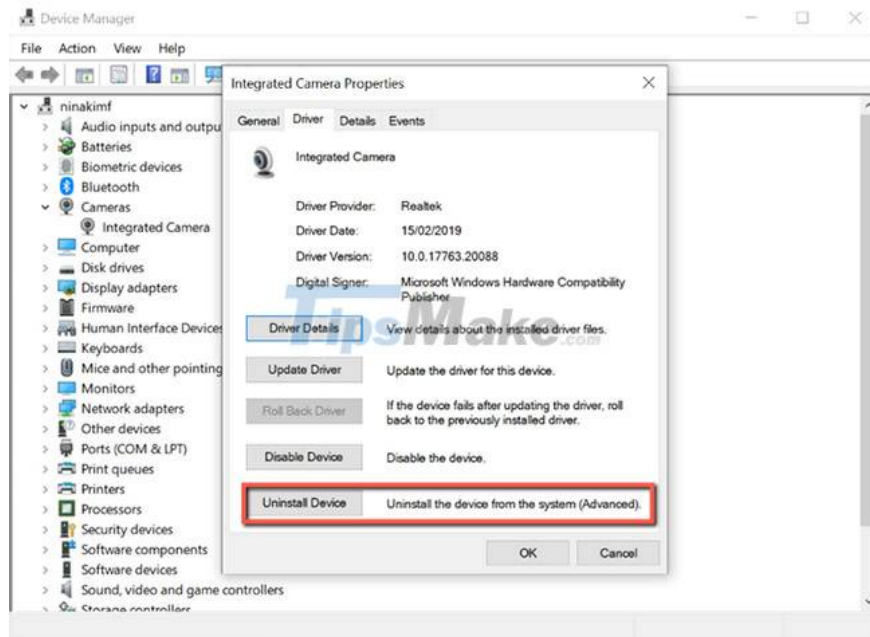 Device Manager
File Action View Help
Integrated Camera Properties
General Driver Details Events
Integrated Camera
Driver Provider: Realtek
Driver Date: 15/02/2019
Driver Version: 10.0.17763.20088
Digital Signer: Microsoft Windows Hardware Compatibility
Publisher
Driver Details View details about the installed driver files.
Update Driver Update the driver for this device.
Roll Back Driver If the device fails after updating the driver, roll
back to the previously installed driver.
Disable Device Disable the device.
Uninstall Device Uninstall the device from the system (Advanced).
OK Cancel
TipsMake.com
ninakimf
Audio inputs and outpu
Batteries
Biometric devices
Bluetooth
Cameras
Integrated Camera
Computer
Disk drives
Display adapters
Firmware
Human Interface Devices
Keyboards
Mice and other pointing
Monitors
Network adapters
Other devices
Ports (COM & LPT)
Print queues
Printers
Processors
Security devices
Software components
Software devices
Sound, video and game controllers
Storage controllers